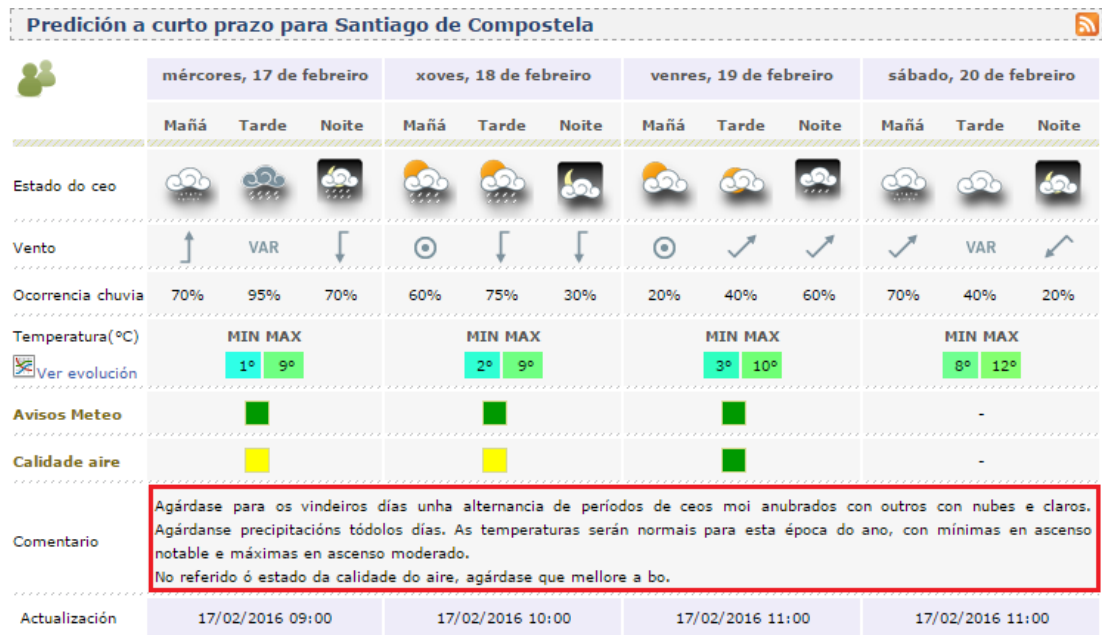 Predición a curto prazo para Santiago de Compostela
mércores, 17 de febreiro xoves, 18 de febreiro venres, 19 de febreiro sábado, 20 de febreiro
Mañá Tarde Noite Mañá Tarde Noite Mañá Tarde Noite Mañá Tarde Noite
Estado do ceo
Vento VAR VAR
Ocorrencia chuvia 70% 95% 70% 60% 75% 30% 20% 40% 60% 70% 40% 20%
Temperatura(ºC) MIN MAX MIN MAX MIN MAX MIN MAX
Ver evolución 1º 9º 2º 9º 3º 10º 8º 12º
Avisos Meteo -
Calidade aire -
Agárdase para os vindeiros días unha alternancia de períodos de ceos moi anubrados con outros con nubes e claros.
Agárdanse precipitacións tódolos días. As temperaturas serán normais para esta época do ano, con mínimas en ascenso
Comentario
notable e máximas en ascenso moderado.
No referido ó estado da calidade do aire, agárdase que mellore a bo.
Actualización 17/02/2016 09:00 17/02/2016 10:00 17/02/2016 11:00 17/02/2016 11:00